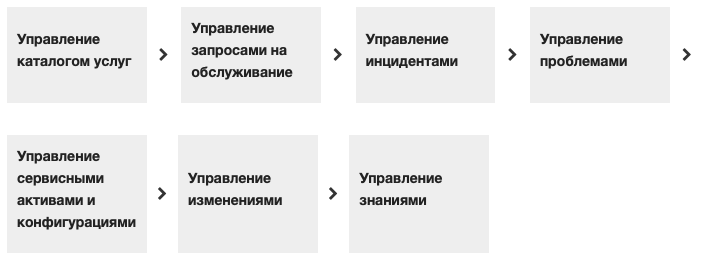 Управление
каталогом услуг
Управление
запросами на
обслуживание
Управление
инцидентами
Управление
проблемами
Управление
сервисными
активами и
конфигурациями
Управление
изменениями
Управление
знаниями